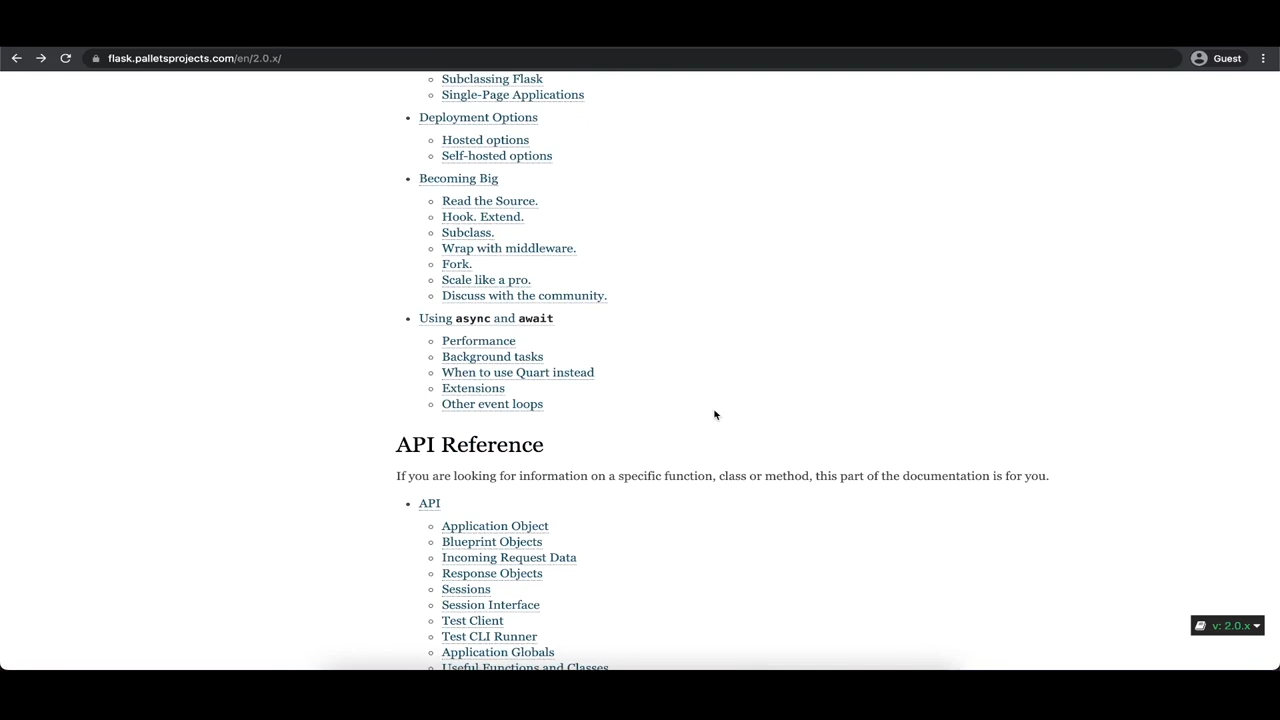 flask.palletsprojects.com/en/2.0.x/
Guest
Subclassing Flask
Single-Page Applications
Deployment Options
Hosted options
Self-hosted options
Becoming Big
Read the Source.
Hook. Extend.
Subclass.
Wrap with middleware.
Fork.
Scale like a pro.
Discuss with the community.
Using async and await
Performance
Background tasks
When to use Quart instead
Extensions
Other event loops
API Reference
If you are looking for information on a specific function, class or method, this part of the documentation is for you.
API
Application Object
Blueprint Objects
Incoming Request Data
Response Objects
Sessions
Session Interface
Test Client
v: 2.0.x
Test CLI Runner
Application Globals
Useful Functions and Classes